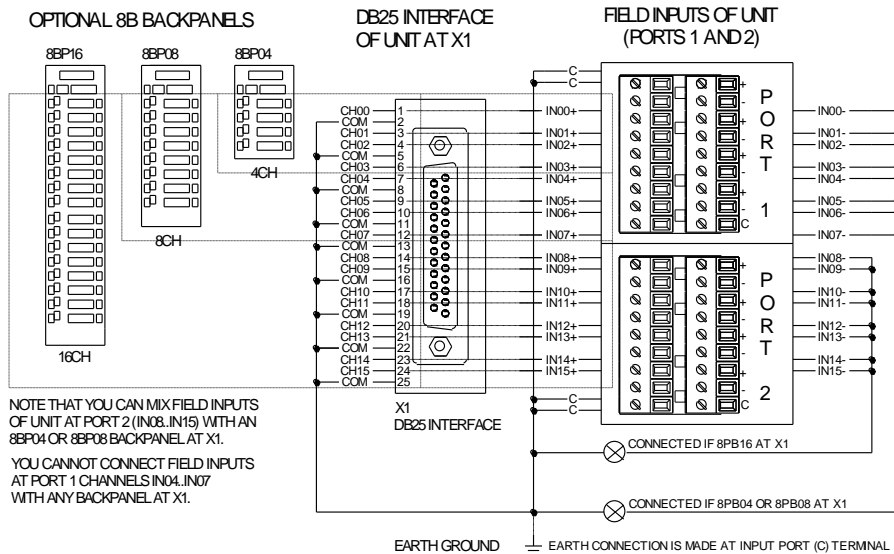 OPTIONAL 8B BACKPANELS
DB25 INTERFACE
OF UNIT AT X1
FIELD INPUTS OF UNIT
(PORTS 1 AND 2)
8BP16
8BP08
8BP04
4CH
8CH
16CH
C
C
CH00 1 IN00+ IN00-
COM 2
CH01 3 IN01+ IN01-
CH02 4 IN02+ IN02-
COM 5
CH03 6 IN03+ IN03-
CH04 7 IN04+ IN04-
COM 8
CH05 9 IN05+ IN05-
CH06 10 IN06+ IN06-
COM 11
CH07 12 IN07+ IN07-
COM 13
CH08 14 IN08+ IN08-
CH09 15 IN09+ IN09-
COM 16
CH10 17 IN10+ IN10-
CH11 18 IN11+ IN11-
COM 19
CH12 20 IN12+ IN12-
CH13 21 IN13+ IN13-
COM 22
CH14 23 IN14+ IN14-
CH15 24 IN15+ IN15-
COM 25
C
C
+
-
+
-
+
-
+
-
C
PORT 1
+
-
+
-
+
-
+
-
C
PORT 2
X1
DB25 INTERFACE
NOTE THAT YOU CAN MIX FIELD INPUTS
OF UNIT AT PORT 2 (IN08..IN15) WITH AN
8BP04 OR 8BP08 BACKPANEL AT X1.
YOU CANNOT CONNECT FIELD INPUTS
AT PORT 1 CHANNELS IN04..IN07
WITH ANY BACKPANEL AT X1.
CONNECTED IF 8PB16 AT X1
CONNECTED IF 8PB04 OR 8PB08 AT X1
EARTH GROUND
EARTH CONNECTION IS MADE AT INPUT PORT (C) TERMINAL